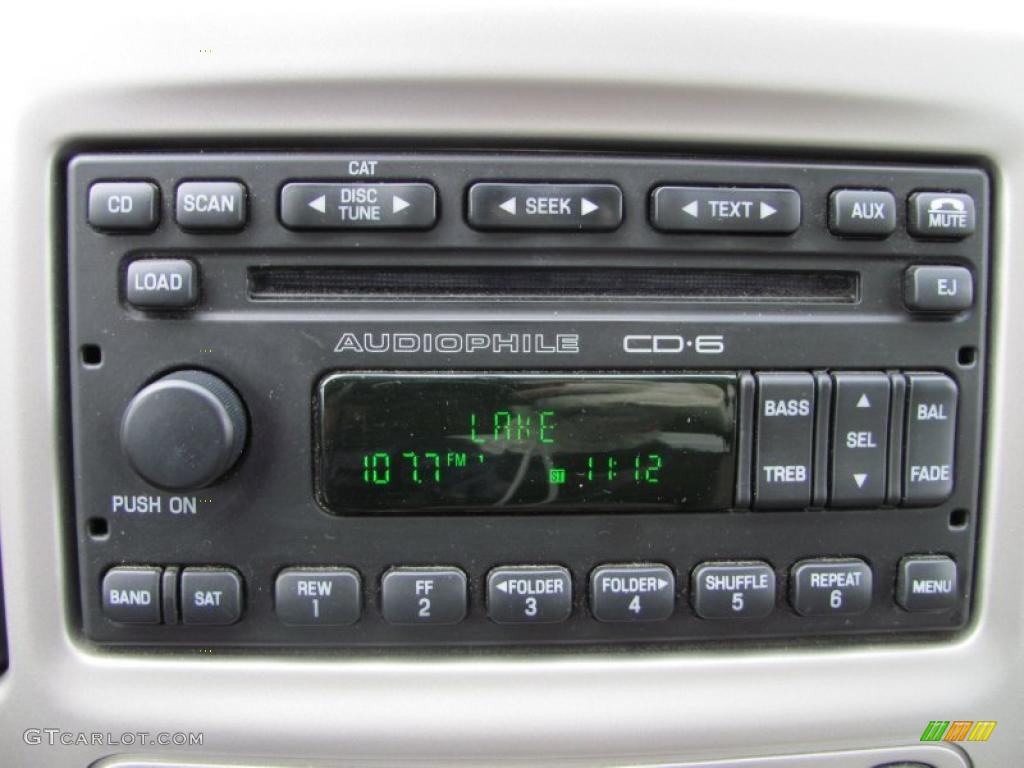 CAT
CD SCAN DISC TUNE SEEK TEXT AUX MUTE
LOAD EJ
AUDIOPHILE CD·6
BASS SEL BAL
TREB FADE
LAKE
107.7 FM 1 ST 11:12
PUSH ON
BAND SAT REW 1 FF 2 FOLDER 3 FOLDER 4 SHUFFLE 5 REPEAT 6 MENU
GTCARLOT.COM